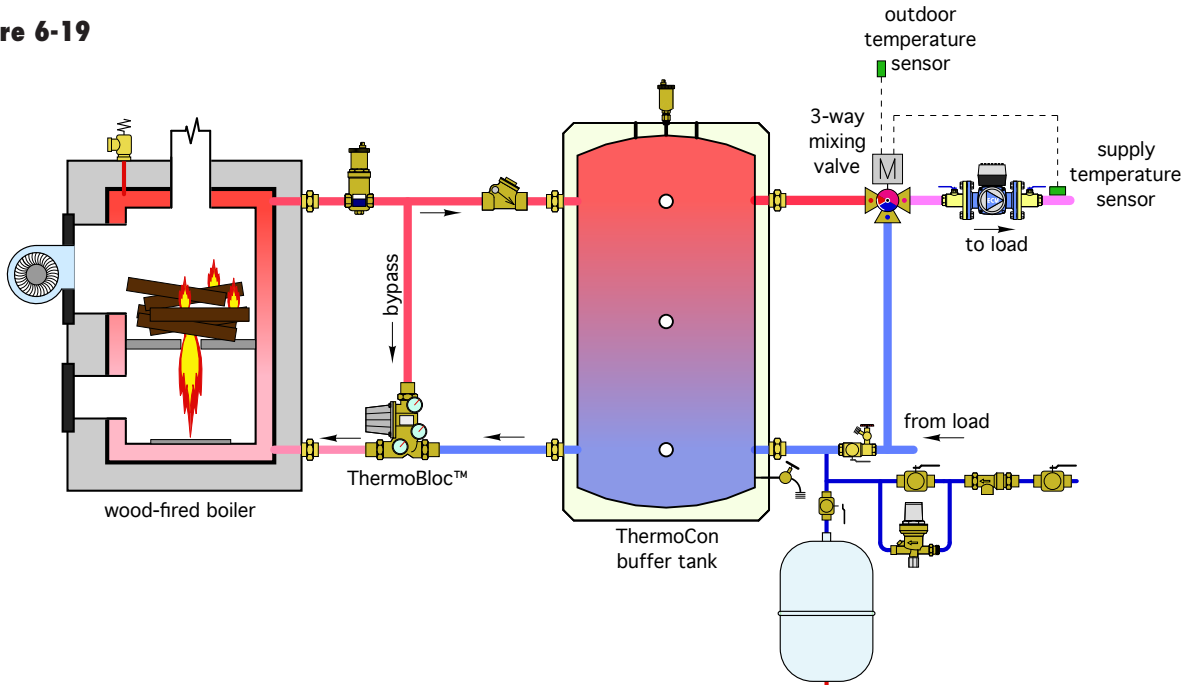 re 6-19
outdoor
temperature
sensor
3-way
mixing
valve
M
supply
temperature
sensor
to load
bypass
from load
ThermoBloc™
wood-fired boiler
ThermoCon
buffer tank